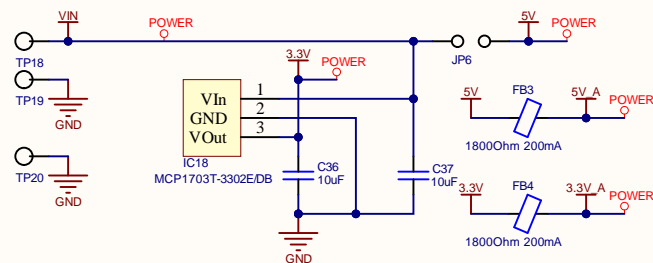 VIN
POWER
5V
POWER
TP18
JP6
3.3V
POWER
TP19
1
VIn
2
GND
3
VOut
GND
5V
FB3
5V_A
POWER
1800Ohm 200mA
IC18
MCP1703T-3302E/DB
C36
10uF
C37
10uF
TP20
GND
3.3V
FB4
3.3V_A
POWER
1800Ohm 200mA
GND